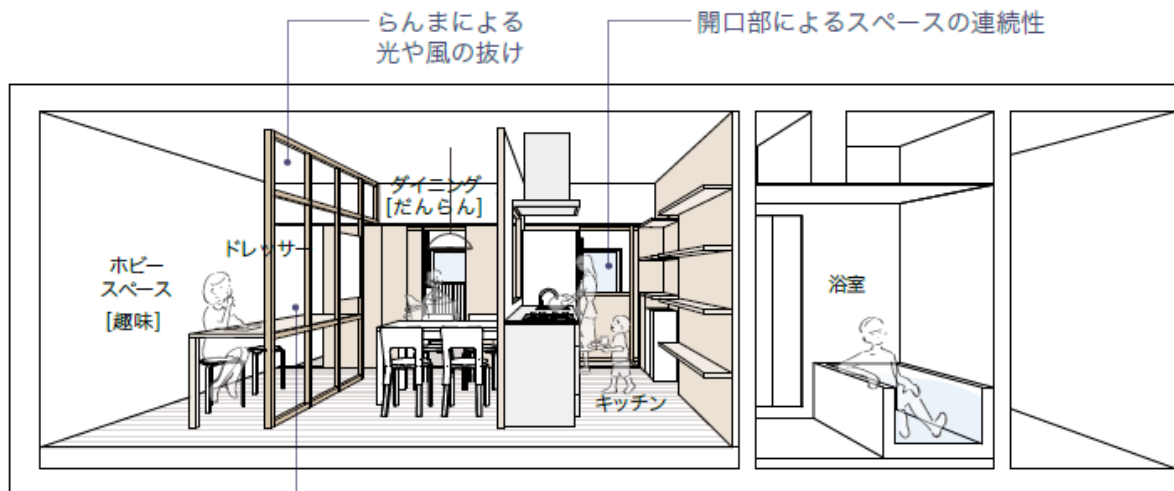 らんまによる
光や風の抜け
開口部によるスペースの連続性
ダイニング
[だんらん]
ドレッサー
ホビー
スペース
[趣味]
浴室
キッチン